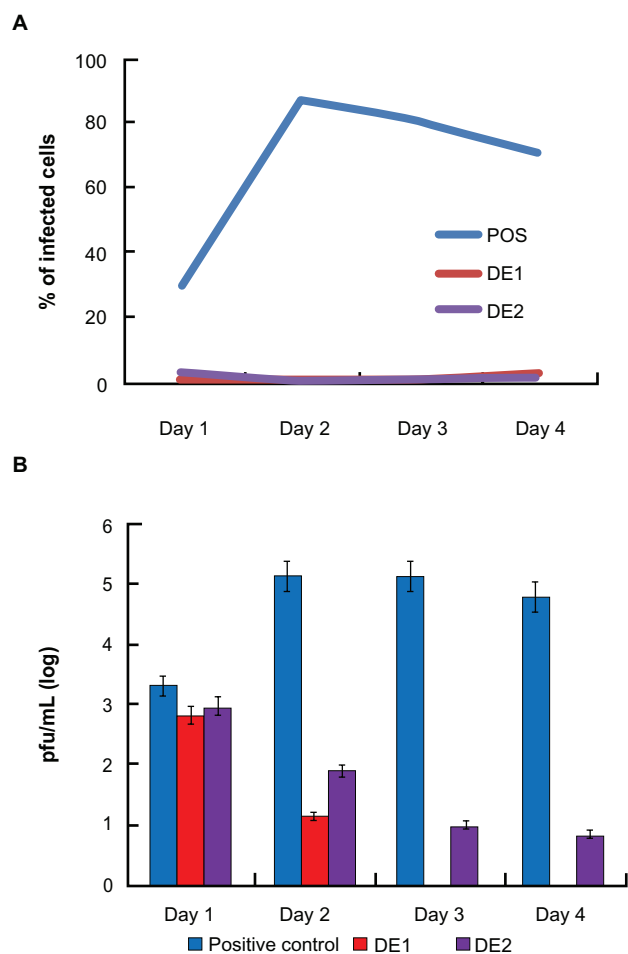 A
% of infected cells
100
80
60
40
20
0
POS
DE1
DE2
Day 1 Day 2 Day 3 Day 4
B
pfu/mL (log)
6
5
4
3
2
1
0
Day 1 Day 2 Day 3 Day 4
Positive control DE1 DE2